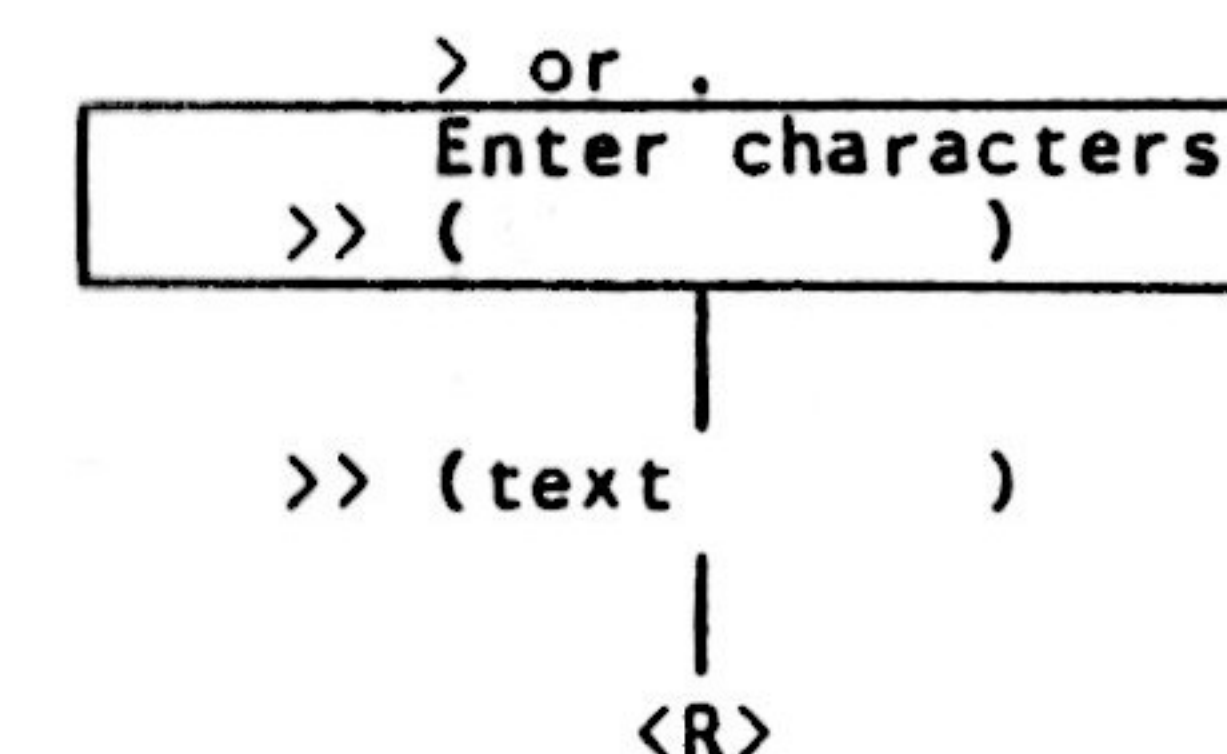 > or .
Enter characters
>> ( )
>> (text )
<R>